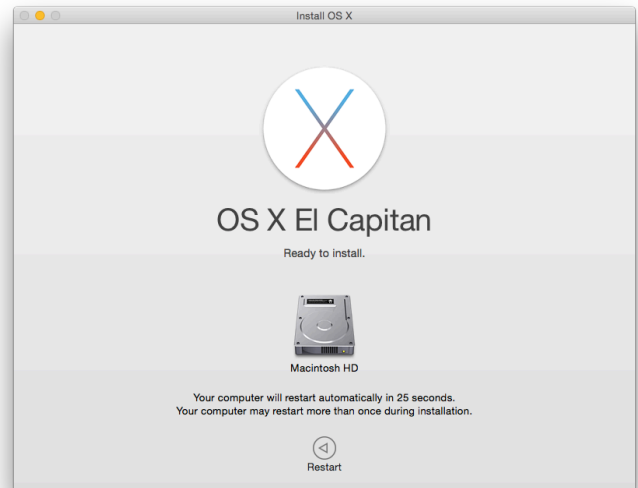 Install OS X
OS X El Capitan
Ready to install.
Macintosh HD
Your computer will restart automatically in 25 seconds.
Your computer may restart more than once during installation.
Restart